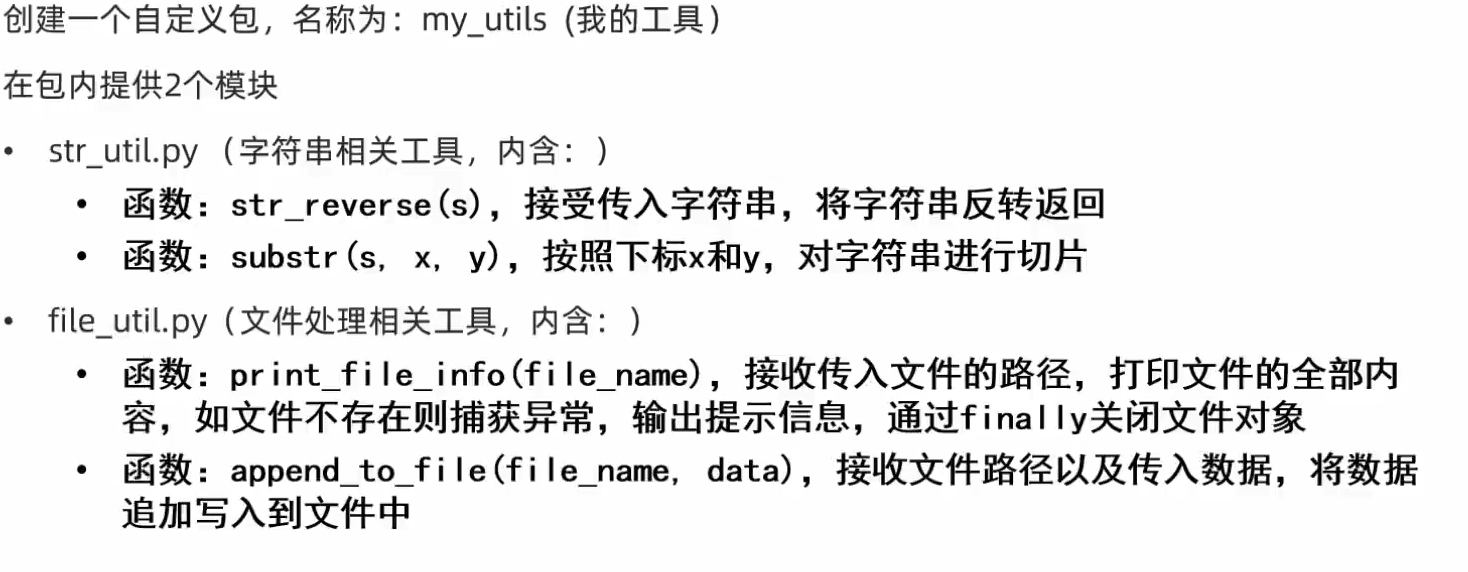 创建一个自定义包，名称为：my_utils (我的工具）
在包内提供2个模块
• str_util.py （字符串相关工具，内含：）
• 函数：str_reverse(s)，接受传入字符串，将字符串反转返回
• 函数：substr(s, x, y)，按照下标x和y，对字符串进行切片
• file_util.py（文件处理相关工具，内含：）
• 函数：print_file_info(file_name)，接收传入文件的路径，打印文件的全部内
容，如文件不存在则捕获异常，输出提示信息，通过finally关闭文件对象
• 函数：append_to_file(file_name, data)，接收文件路径以及传入数据，将数据
追加写入到文件中